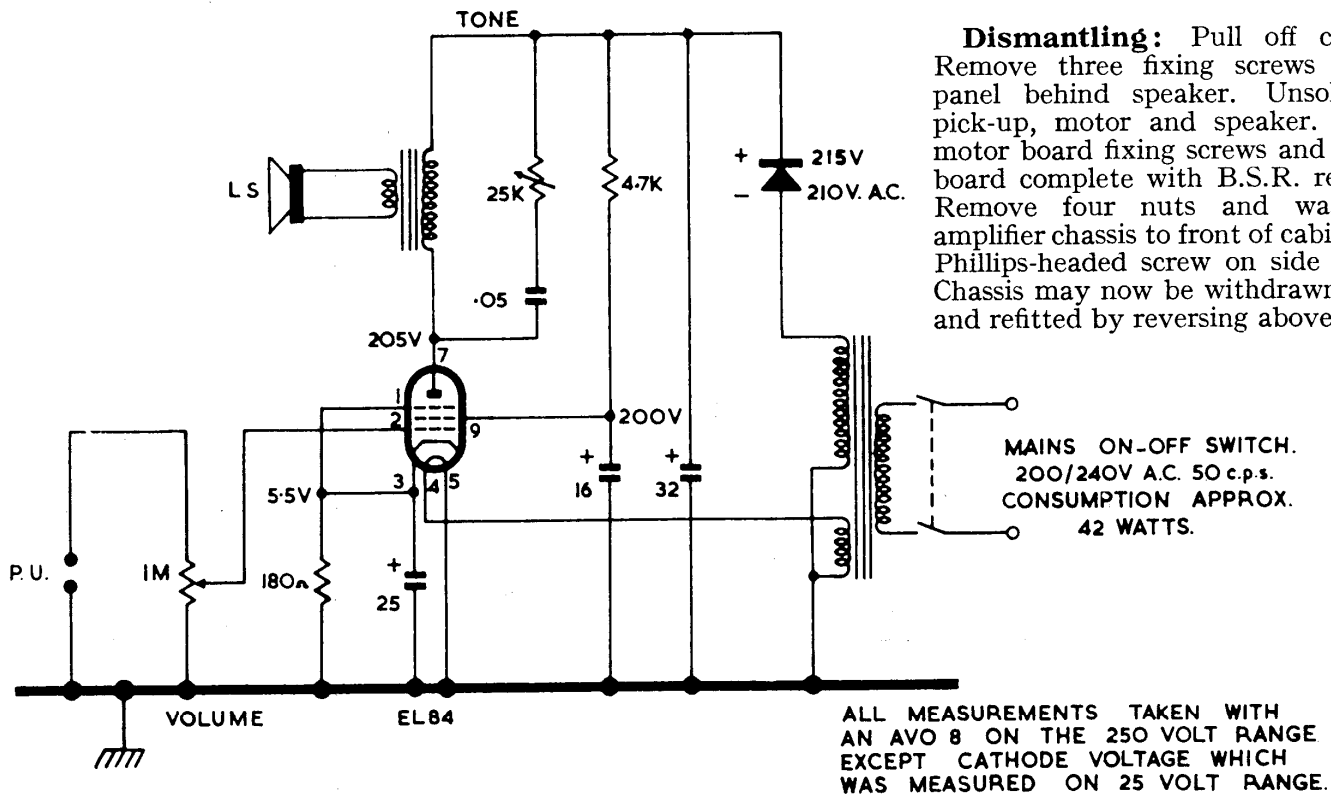 TONE
Dismantling: Pull off c
Remove three fixing screws
panel behind speaker. Unso
pick-up, motor and speaker.
motor board fixing screws and
board complete with B.S.R. re
Remove four nuts and wa
amplifier chassis to front of cabi
Phillips-headed screw on side
Chassis may now be withdrawn
and refitted by reversing above
LS
25K
4.7K
+ 215V
− 210V. A.C.
.05
205V
7
1
2
9
200V
3
4
5
5.5V
+
16
+
32
MAINS ON-OFF SWITCH.
200/240V A.C. 50 c.p.s.
CONSUMPTION APPROX.
42 WATTS.
P.U.
1M
180Ω
+
25
VOLUME
EL84
ALL MEASUREMENTS TAKEN WITH
AN AVO 8 ON THE 250 VOLT RANGE
EXCEPT CATHODE VOLTAGE WHICH
WAS MEASURED ON 25 VOLT RANGE.